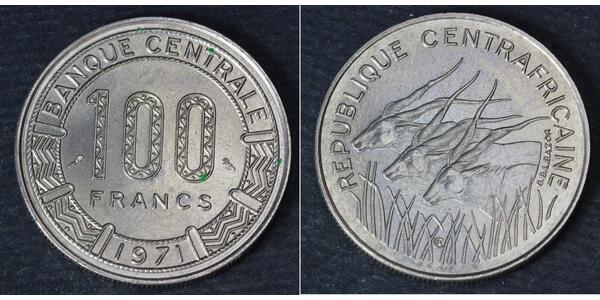 BANQUE CENTRALE
100
FRANCS
1971
REPUBLIQUE CENTRAFRICAINE